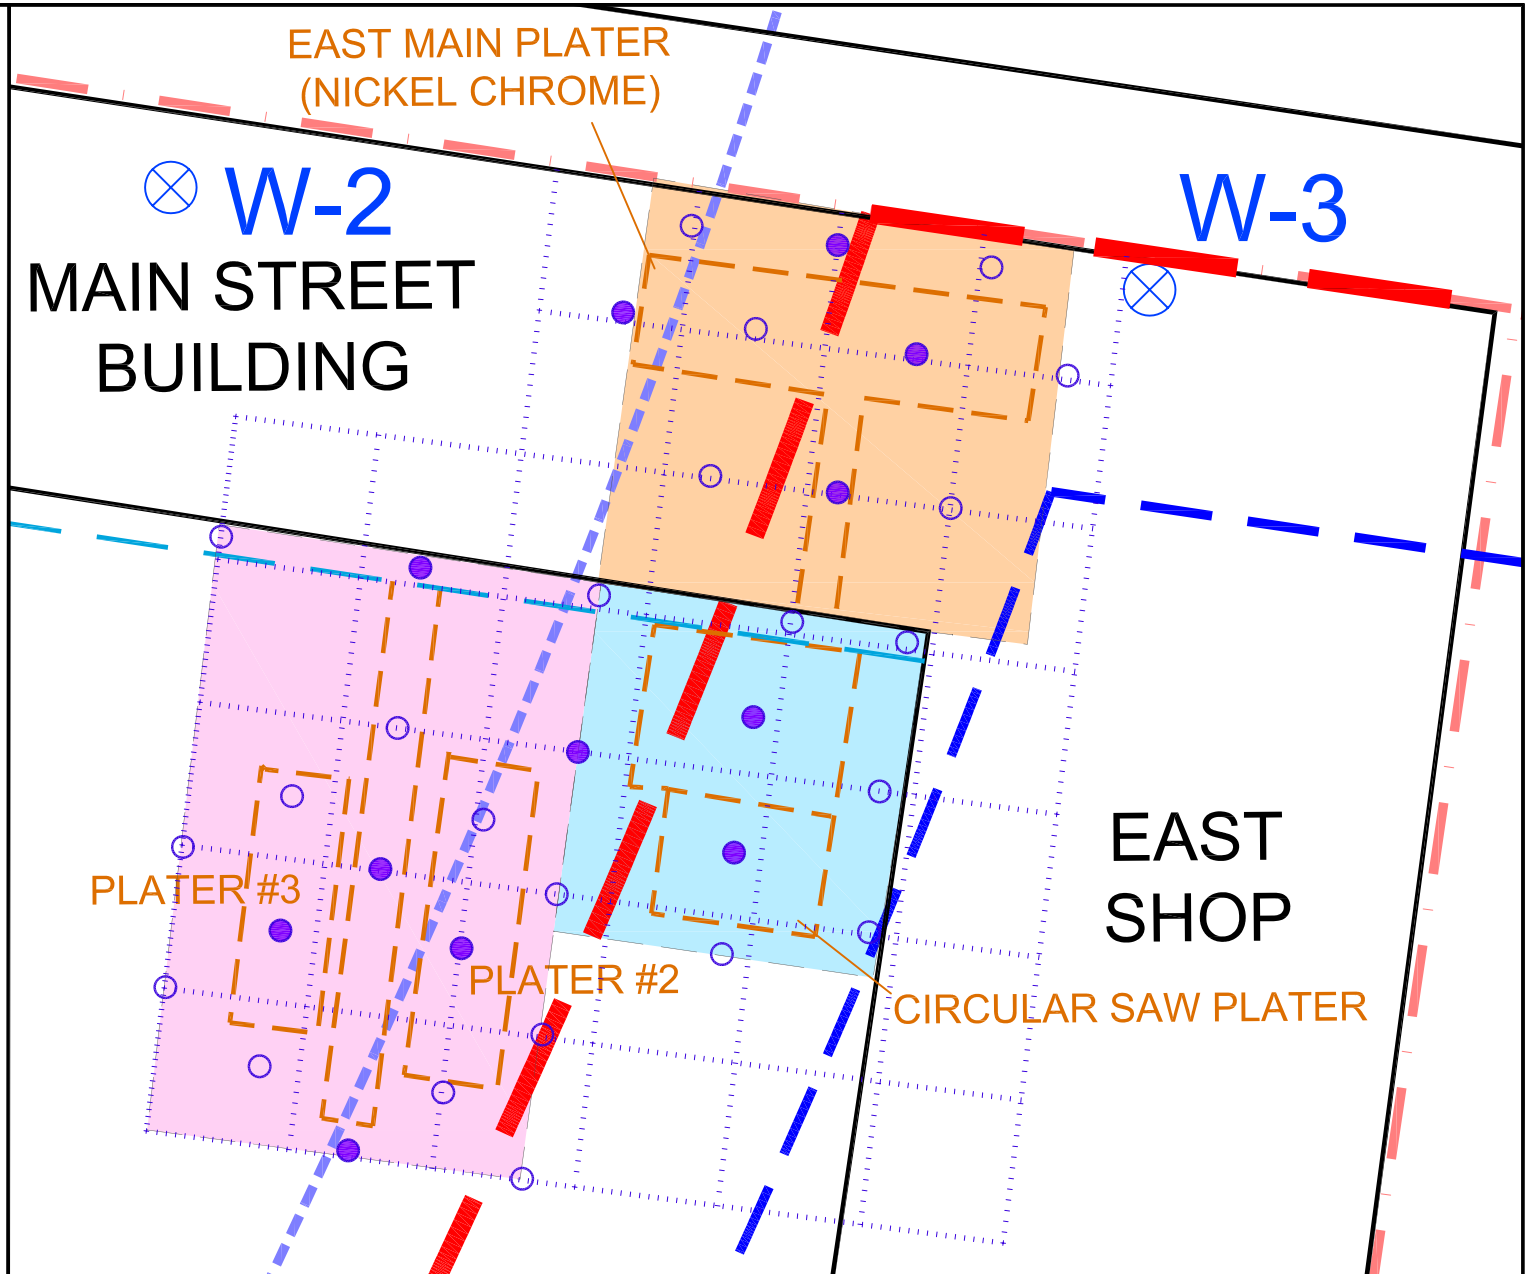 EAST MAIN PLATER
(NICKEL CHROME)
W-2
W-3
MAIN STREET
BUILDING
EAST
SHOP
PLATER #3
PLATER #2
CIRCULAR SAW PLATER